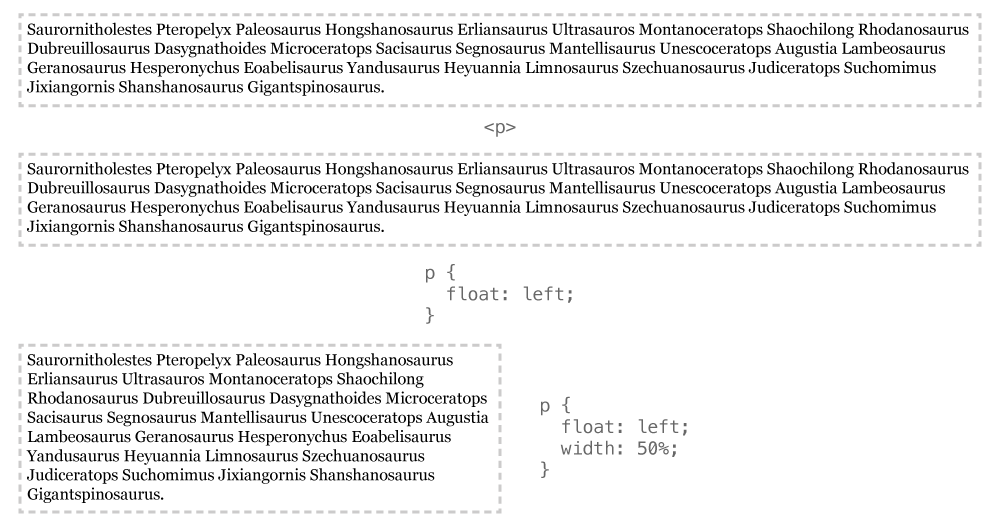 Saurornitholestes Pteropelyx Paleosaurus Hongshanosaurus Erliansaurus Ultrasauros Montanoceratops Shaochilong Rhodanosaurus
Dubreuillosaurus Dasygnathoides Microceratops Sacisaurus Segnosaurus Mantellisaurus Unescoceratops Augustia Lambeosaurus
Geranosaurus Hesperonychus Eoabelisaurus Yandusaurus Heyuannia Limnosaurus Szechuanosaurus Judiceratops Suchomimus
Jixiangornis Shanshanosaurus Gigantspinosaurus.
<p>
Saurornitholestes Pteropelyx Paleosaurus Hongshanosaurus Erliansaurus Ultrasauros Montanoceratops Shaochilong Rhodanosaurus
Dubreuillosaurus Dasygnathoides Microceratops Sacisaurus Segnosaurus Mantellisaurus Unescoceratops Augustia Lambeosaurus
Geranosaurus Hesperonychus Eoabelisaurus Yandusaurus Heyuannia Limnosaurus Szechuanosaurus Judiceratops Suchomimus
Jixiangornis Shanshanosaurus Gigantspinosaurus.
p {
  float: left;
}
Saurornitholestes Pteropelyx Paleosaurus Hongshanosaurus
Erliansaurus Ultrasauros Montanoceratops Shaochilong
Rhodanosaurus Dubreuillosaurus Dasygnathoides Microceratops
Sacisaurus Segnosaurus Mantellisaurus Unescoceratops Augustia
Lambeosaurus Geranosaurus Hesperonychus Eoabelisaurus
Yandusaurus Heyuannia Limnosaurus Szechuanosaurus
Judiceratops Suchomimus Jixiangornis Shanshanosaurus
Gigantspinosaurus.
p {
  float: left;
  width: 50%;
}